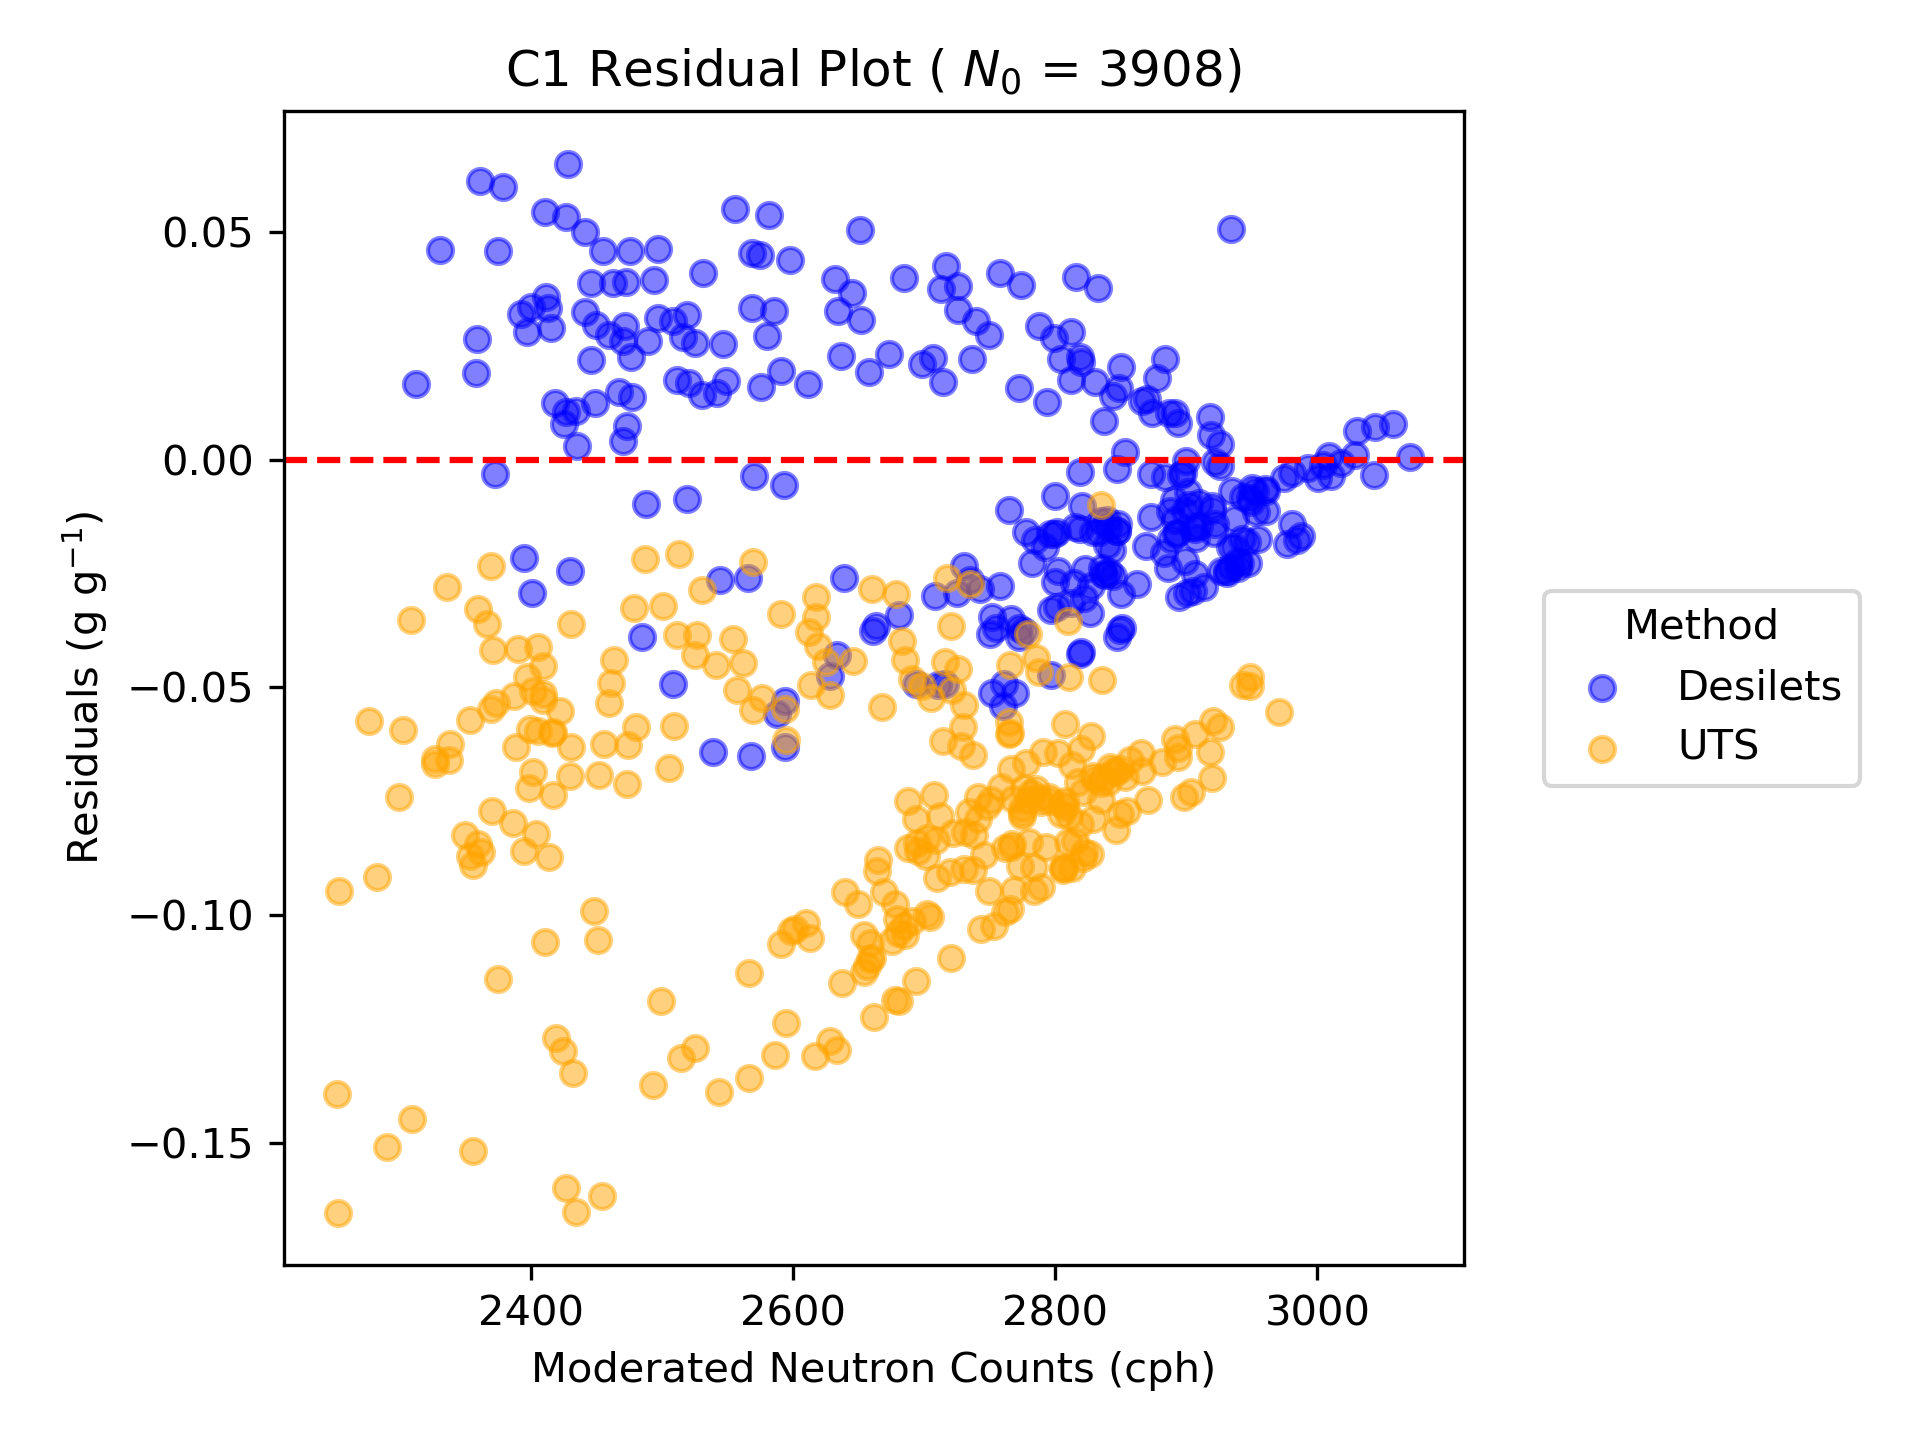 C1 Residual Plot ( N₀ = 3908)
0.05
0.00
−0.05
−0.10
−0.15
Residuals (g g⁻¹)
2400 2600 2800 3000
Moderated Neutron Counts (cph)
Method
Desilets
UTS